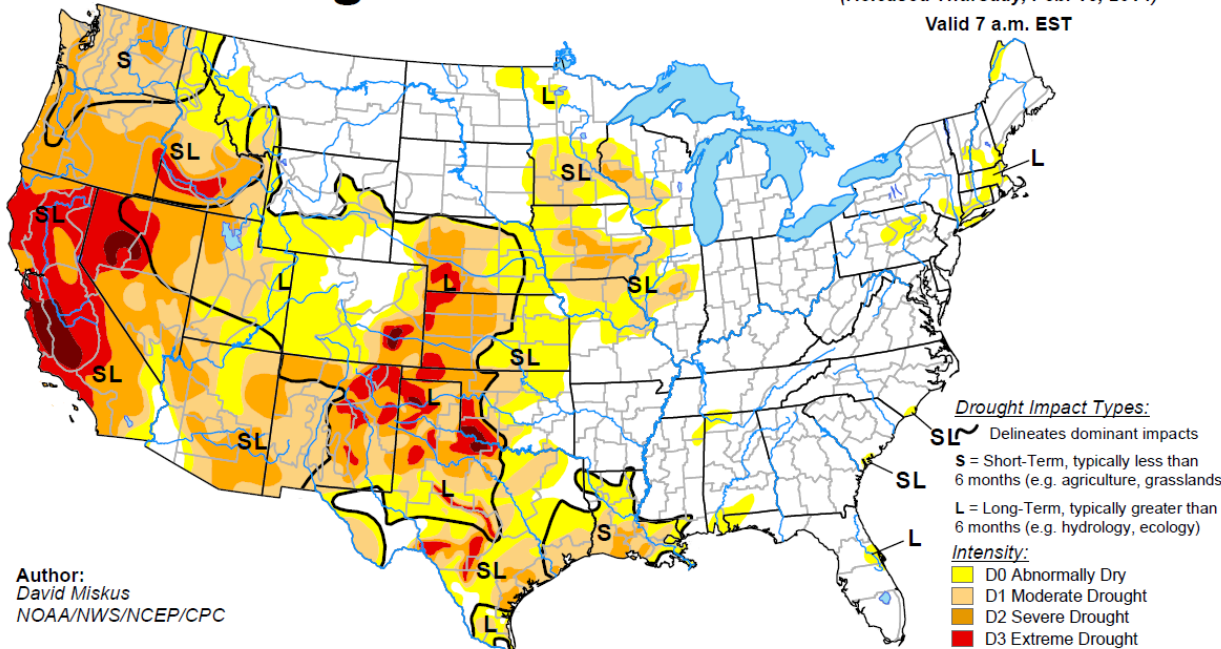 Valid 7 a.m. EST
S
L
SL
SL
L
SL
SL
L
L
SL
SL
SL
L
SL
SL
SL
L
L
S
SL
L
Drought Impact Types:
Delineates dominant impacts
S = Short-Term, typically less than
6 months (e.g. agriculture, grasslands
L = Long-Term, typically greater than
6 months (e.g. hydrology, ecology)
Intensity:
D0 Abnormally Dry
D1 Moderate Drought
D2 Severe Drought
D3 Extreme Drought
Author:
David Miskus
NOAA/NWS/NCEP/CPC